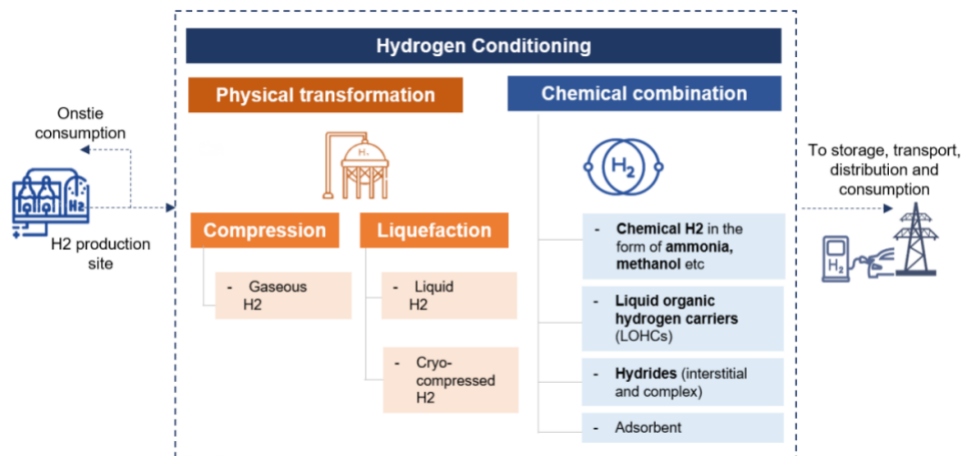 Hydrogen Conditioning
Physical transformation
Chemical combination
Onstie
consumption
H2
H2 production
site
H₂
H₂
To storage, transport,
distribution and
consumption
H₂
Compression
Liquefaction
- Gaseous
H2
- Liquid
H2
- Cryo-
compressed
H2
- Chemical H2 in the
form of ammonia,
methanol etc
- Liquid organic
hydrogen carriers
(LOHCs)
- Hydrides (interstitial
and complex)
- Adsorbent